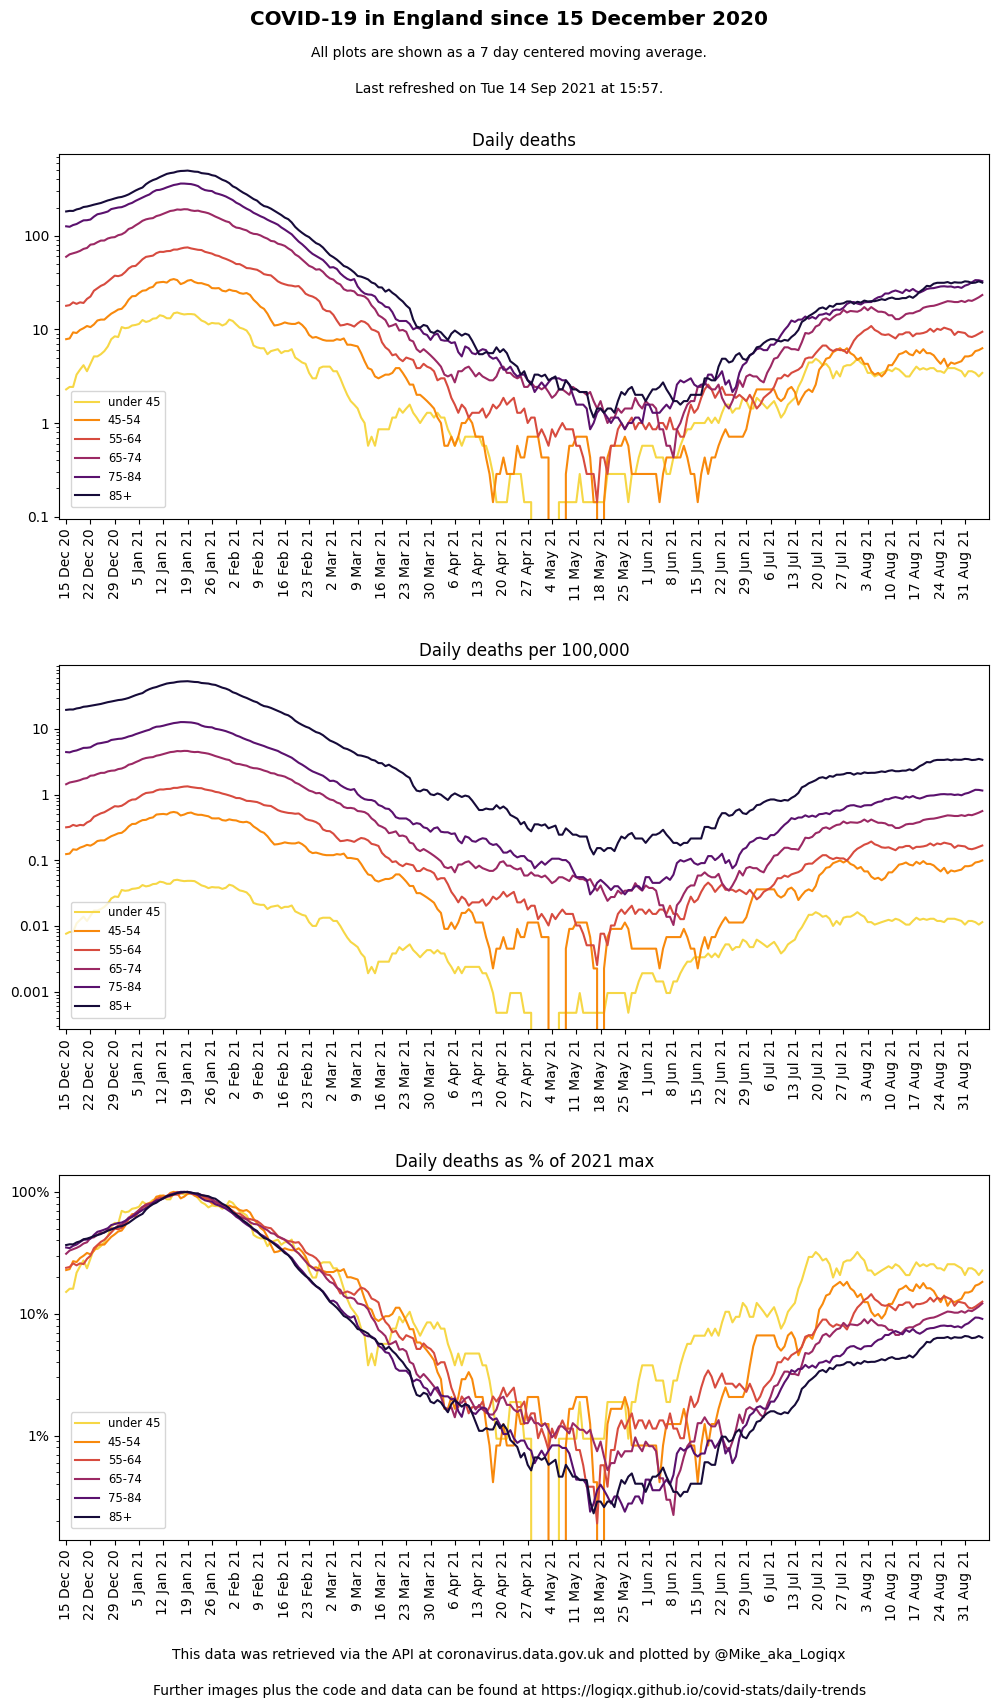 COVID-19 in England since 15 December 2020
All plots are shown as a 7 day centered moving average.
Last refreshed on Tue 14 Sep 2021 at 15:57.
Daily deaths
100
10
1
0.1
under 45
45-54
55-64
65-74
75-84
85+
15 Dec 20
22 Dec 20
29 Dec 20
5 Jan 21
12 Jan 21
19 Jan 21
26 Jan 21
2 Feb 21
9 Feb 21
16 Feb 21
23 Feb 21
2 Mar 21
9 Mar 21
16 Mar 21
23 Mar 21
30 Mar 21
6 Apr 21
13 Apr 21
20 Apr 21
27 Apr 21
4 May 21
11 May 21
18 May 21
25 May 21
1 Jun 21
8 Jun 21
15 Jun 21
22 Jun 21
29 Jun 21
6 Jul 21
13 Jul 21
20 Jul 21
27 Jul 21
3 Aug 21
10 Aug 21
17 Aug 21
24 Aug 21
31 Aug 21
Daily deaths per 100,000
10
1
0.1
0.01
0.001
under 45
45-54
55-64
65-74
75-84
85+
15 Dec 20
22 Dec 20
29 Dec 20
5 Jan 21
12 Jan 21
19 Jan 21
26 Jan 21
2 Feb 21
9 Feb 21
16 Feb 21
23 Feb 21
2 Mar 21
9 Mar 21
16 Mar 21
23 Mar 21
30 Mar 21
6 Apr 21
13 Apr 21
20 Apr 21
27 Apr 21
4 May 21
11 May 21
18 May 21
25 May 21
1 Jun 21
8 Jun 21
15 Jun 21
22 Jun 21
29 Jun 21
6 Jul 21
13 Jul 21
20 Jul 21
27 Jul 21
3 Aug 21
10 Aug 21
17 Aug 21
24 Aug 21
31 Aug 21
Daily deaths as % of 2021 max
100%
10%
1%
under 45
45-54
55-64
65-74
75-84
85+
15 Dec 20
22 Dec 20
29 Dec 20
5 Jan 21
12 Jan 21
19 Jan 21
26 Jan 21
2 Feb 21
9 Feb 21
16 Feb 21
23 Feb 21
2 Mar 21
9 Mar 21
16 Mar 21
23 Mar 21
30 Mar 21
6 Apr 21
13 Apr 21
20 Apr 21
27 Apr 21
4 May 21
11 May 21
18 May 21
25 May 21
1 Jun 21
8 Jun 21
15 Jun 21
22 Jun 21
29 Jun 21
6 Jul 21
13 Jul 21
20 Jul 21
27 Jul 21
3 Aug 21
10 Aug 21
17 Aug 21
24 Aug 21
31 Aug 21
This data was retrieved via the API at coronavirus.data.gov.uk and plotted by @Mike_aka_Logiqx
Further images plus the code and data can be found at https://logiqx.github.io/covid-stats/daily-trends